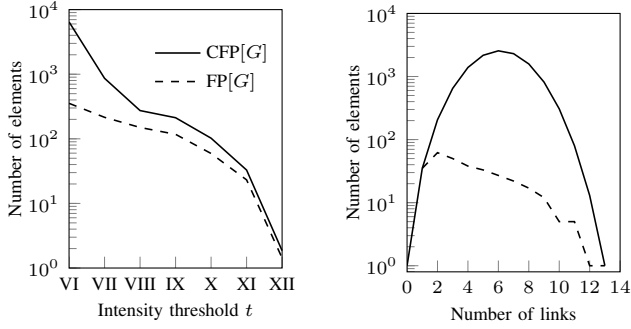 10^4
10^3
10^2
10^1
10^0
Number of elements
CFP[G]
FP[G]
VI VII VIII IX X XI XII
Intensity threshold t
10^4
10^3
10^2
10^1
10^0
Number of elements
0 2 4 6 8 10 12 14
Number of links